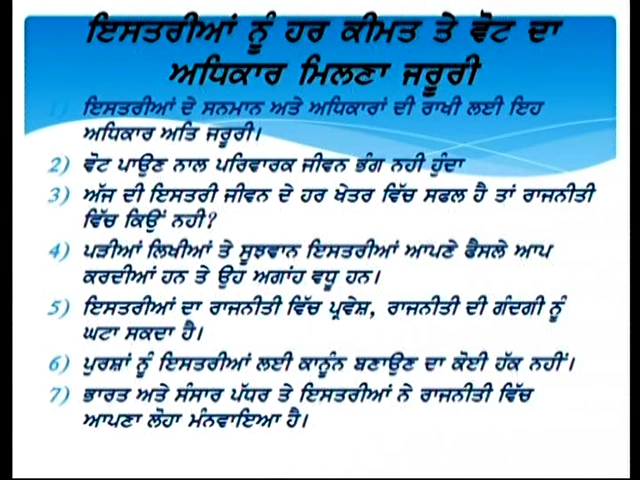 ਇਸਤਰੀਆਂ ਨੂੰ ਹਰ ਕੀਮਤ ਤੇ ਵੋਟ ਦਾ
ਅਧਿਕਾਰ ਮਿਲਣਾ ਜਰੂਰੀ
1) ਇਸਤਰੀਆਂ ਦੇ ਸਨਮਾਨ ਅਤੇ ਅਧਿਕਾਰਾਂ ਦੀ ਰਾਖੀ ਲਈ ਇਹ
ਅਧਿਕਾਰ ਅਤਿ ਜਰੂਰੀ।
2) ਵੋਟ ਪਾਉਣ ਨਾਲ ਪਰਿਵਾਰਕ ਜੀਵਨ ਭੰਗ ਨਹੀ ਹੁੰਦਾ
3) ਅੱਜ ਦੀ ਇਸਤਰੀ ਜੀਵਨ ਦੇ ਹਰ ਖੇਤਰ ਵਿੱਚ ਸਫਲ ਹੈ ਤਾਂ ਰਾਜਨੀਤੀ
ਵਿੱਚ ਕਿਉਂ ਨਹੀ?
4) ਪੜੀਆਂ ਲਿਖੀਆਂ ਤੇ ਸੂਝਵਾਨ ਇਸਤਰੀਆਂ ਆਪਣੇ ਫੈਸਲੇ ਆਪ
ਕਰਦੀਆਂ ਹਨ ਤੇ ਉਹ ਅਗਾਂਹ ਵਧੂ ਹਨ।
5) ਇਸਤਰੀਆਂ ਦਾ ਰਾਜਨੀਤੀ ਵਿੱਚ ਪ੍ਰਵੇਸ਼, ਰਾਜਨੀਤੀ ਦੀ ਗੰਦਗੀ ਨੂੰ
ਘਟਾ ਸਕਦਾ ਹੈ।
6) ਪੁਰਸ਼ਾਂ ਨੂੰ ਇਸਤਰੀਆਂ ਲਈ ਕਾਨੂੰਨ ਬਣਾਉਣ ਦਾ ਕੋਈ ਹੱਕ ਨਹੀਂ।
7) ਭਾਰਤ ਅਤੇ ਸੰਸਾਰ ਪੱਧਰ ਤੇ ਇਸਤਰੀਆਂ ਨੇ ਰਾਜਨੀਤੀ ਵਿੱਚ
ਆਪਣਾ ਲੋਹਾ ਮੰਨਵਾਇਆ ਹੈ।